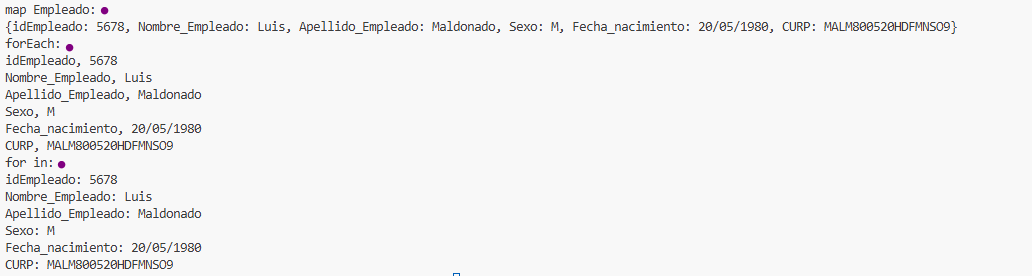 map Empleado:
{idEmpleado: 5678, Nombre_Empleado: Luis, Apellido_Empleado: Maldonado, Sexo: M, Fecha_nacimiento: 20/05/1980, CURP: MALM800520HDFMNSO9}
forEach:
idEmpleado, 5678
Nombre_Empleado, Luis
Apellido_Empleado, Maldonado
Sexo, M
Fecha_nacimiento, 20/05/1980
CURP, MALM800520HDFMNSO9
for in:
idEmpleado: 5678
Nombre_Empleado: Luis
Apellido_Empleado: Maldonado
Sexo: M
Fecha_nacimiento: 20/05/1980
CURP: MALM800520HDFMNSO9